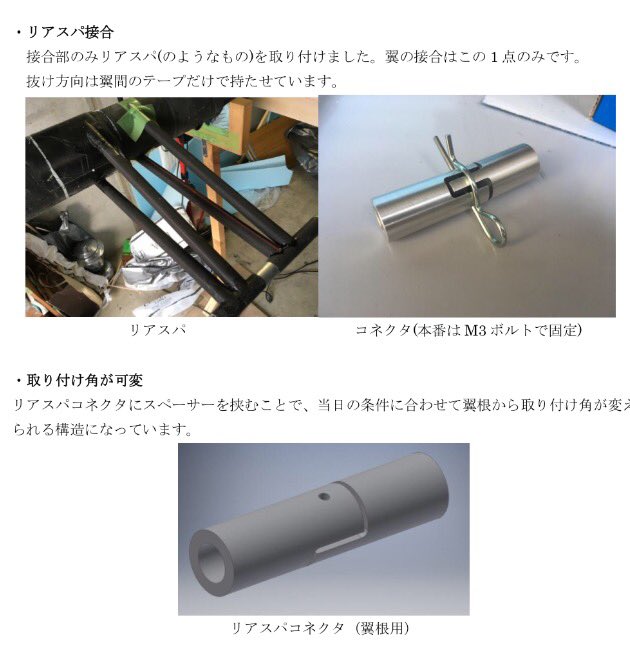 ・リアスパ接合
接合部のみリアスパ(のようなもの)を取り付けました。翼の接合はこの 1 点のみです。
抜け方向は翼間のテープだけで持たせています。
リアスパ
コネクタ(本番は M3 ボルトで固定)
・取り付け角が可変
リアスパコネクタにスペーサーを挟むことで、当日の条件に合わせて翼根から取り付け角が変え
られる構造になっています。
リアスパコネクタ（翼根用)